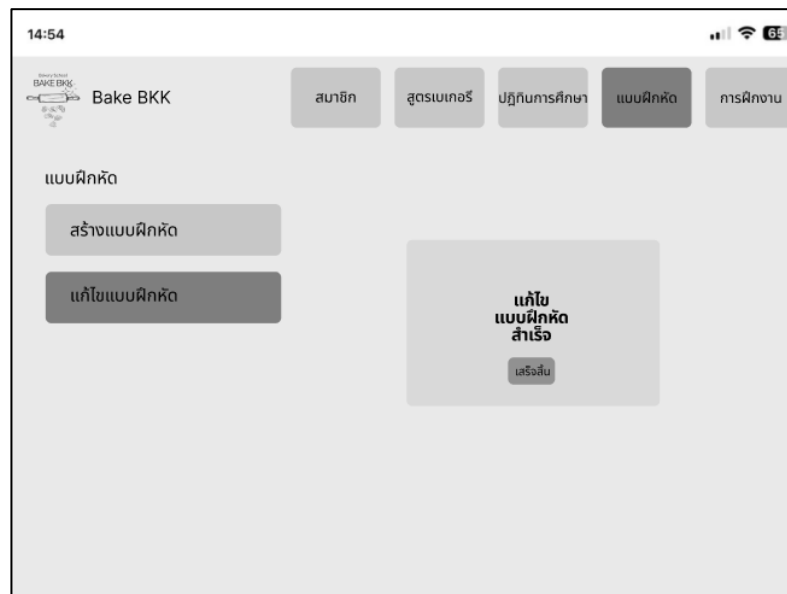 14:54
65
Bakery School
BAKE BKK
Bake BKK
สมาชิก
สูตรเบเกอรี
ปฏิทินการศึกษา
แบบฝึกหัด
การฝึกงาน
แบบฝึกหัด
สร้างแบบฝึกหัด
แก้ไขแบบฝึกหัด
แก้ไข
แบบฝึกหัด
สำเร็จ
เสร็จสิ้น